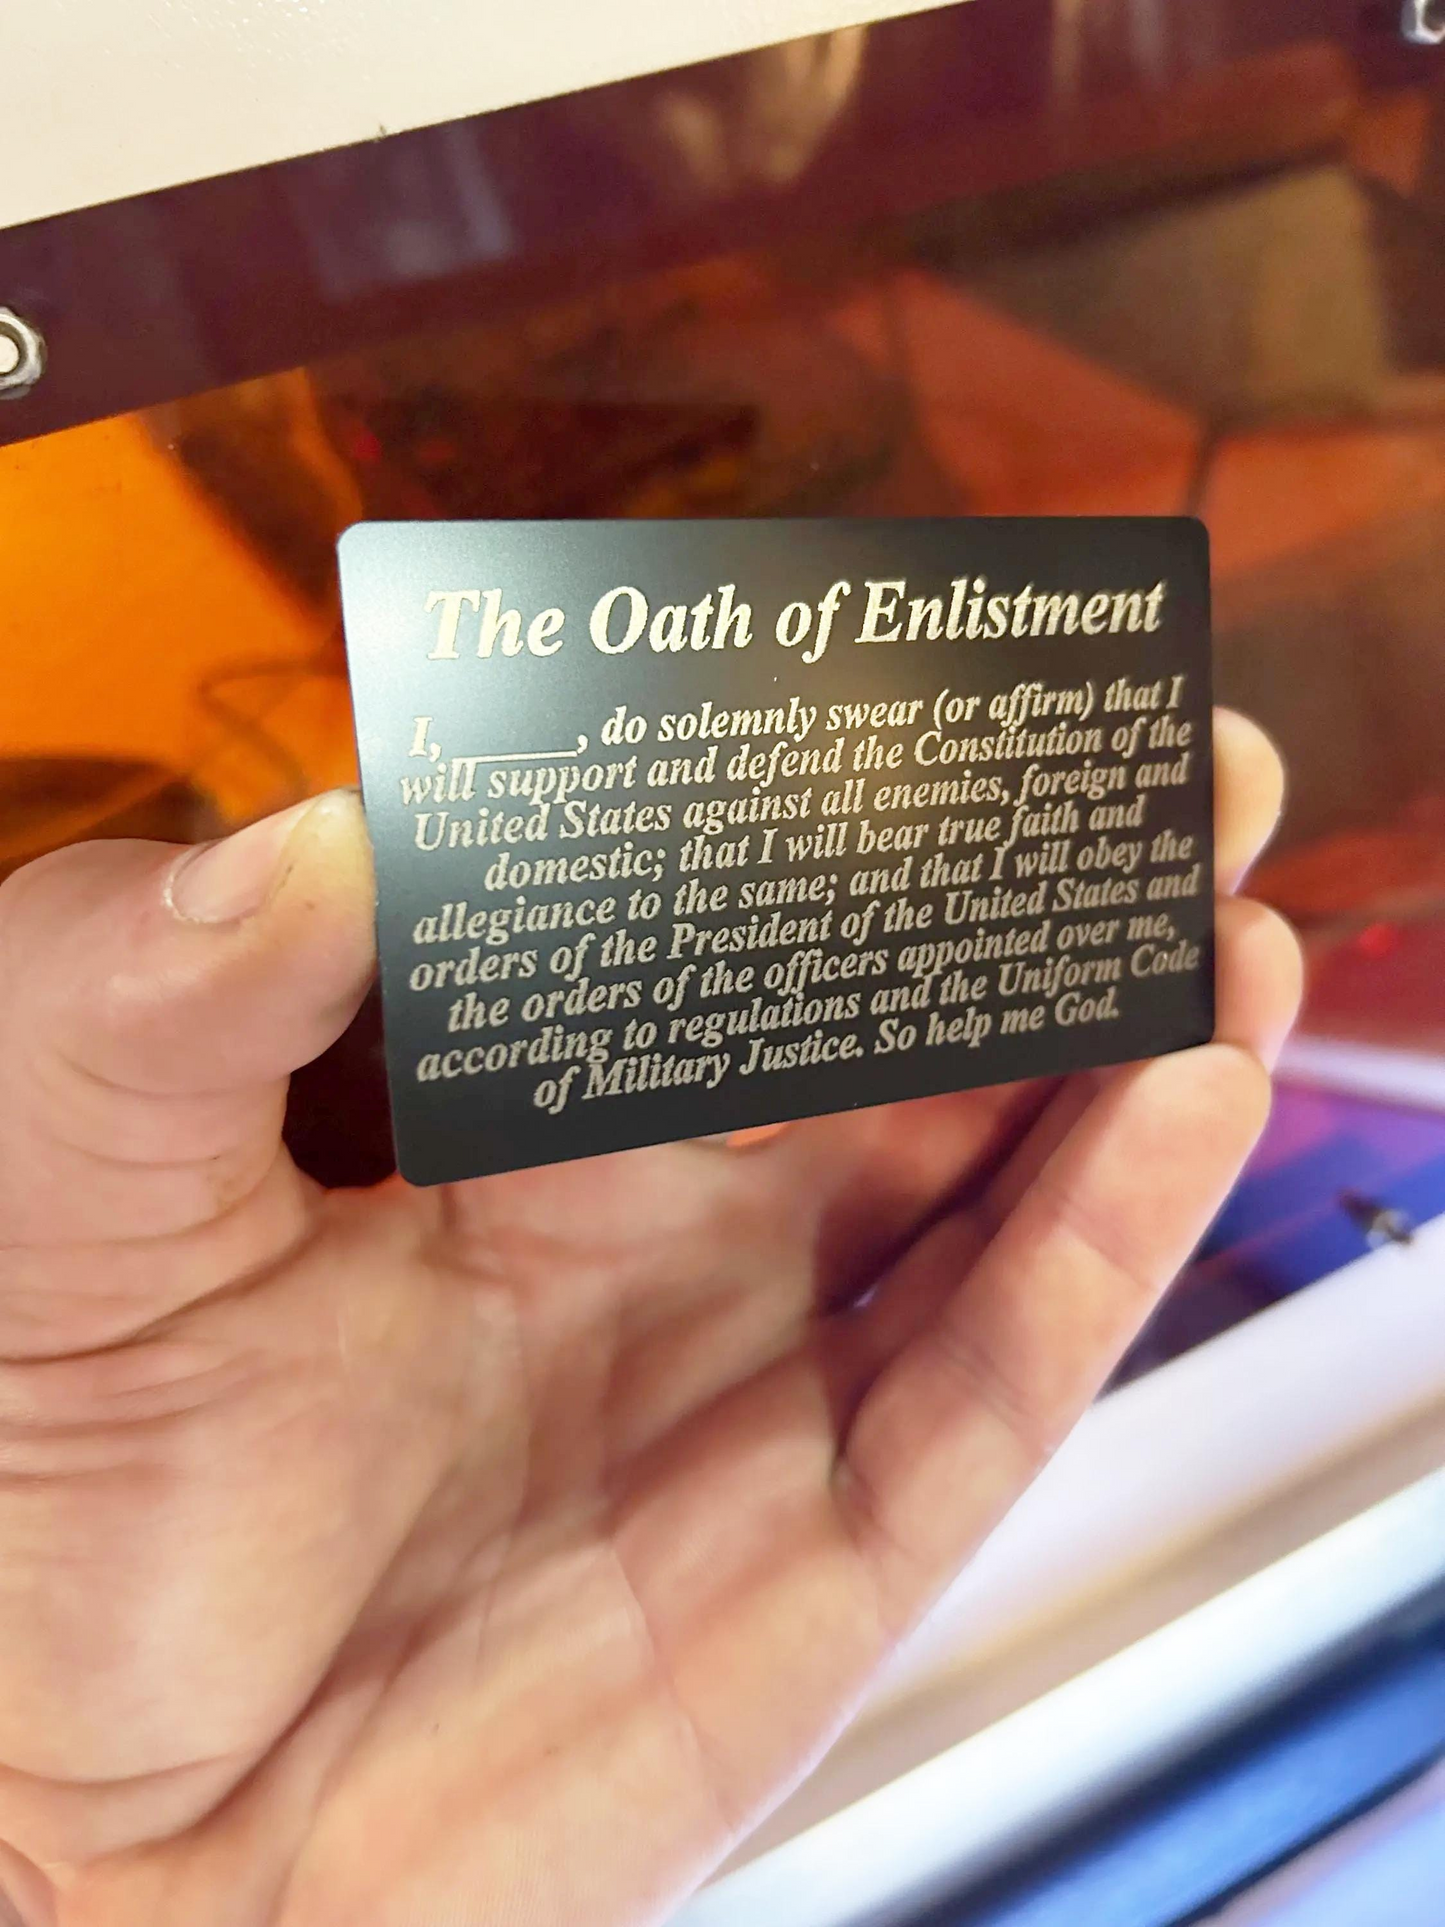 The Oath of Enlistment
I,______, do solemnly swear (or affirm) that I
will support and defend the Constitution of the
United States against all enemies, foreign and
domestic; that I will bear true faith and
allegiance to the same; and that I will obey the
orders of the President of the United States and
the orders of the officers appointed over me,
according to regulations and the Uniform Code
of Military Justice. So help me God.